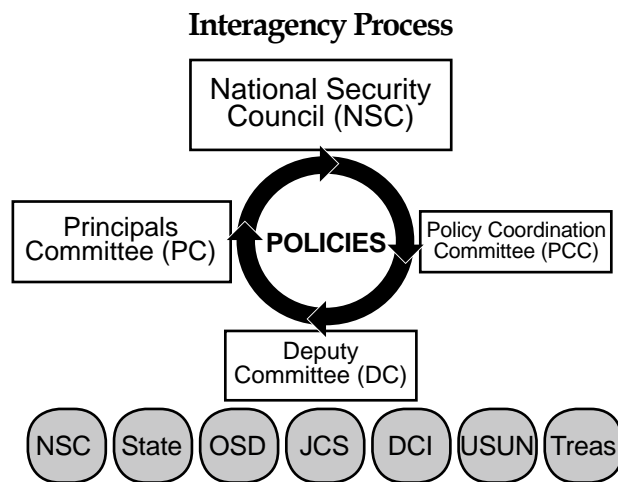 Interagency Process
National Security
Council (NSC)
Principals
Committee (PC)
POLICIES
Policy Coordination
Committee (PCC)
Deputy
Committee (DC)
NSC
State
OSD
JCS
DCI
USUN
Treas